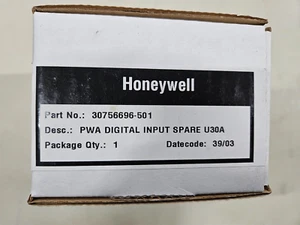 Honeywell
Part No.: 30756696-501
Desc.: PWA DIGITAL INPUT SPARE U30A
Package Qty.: 1 Datecode: 39/03